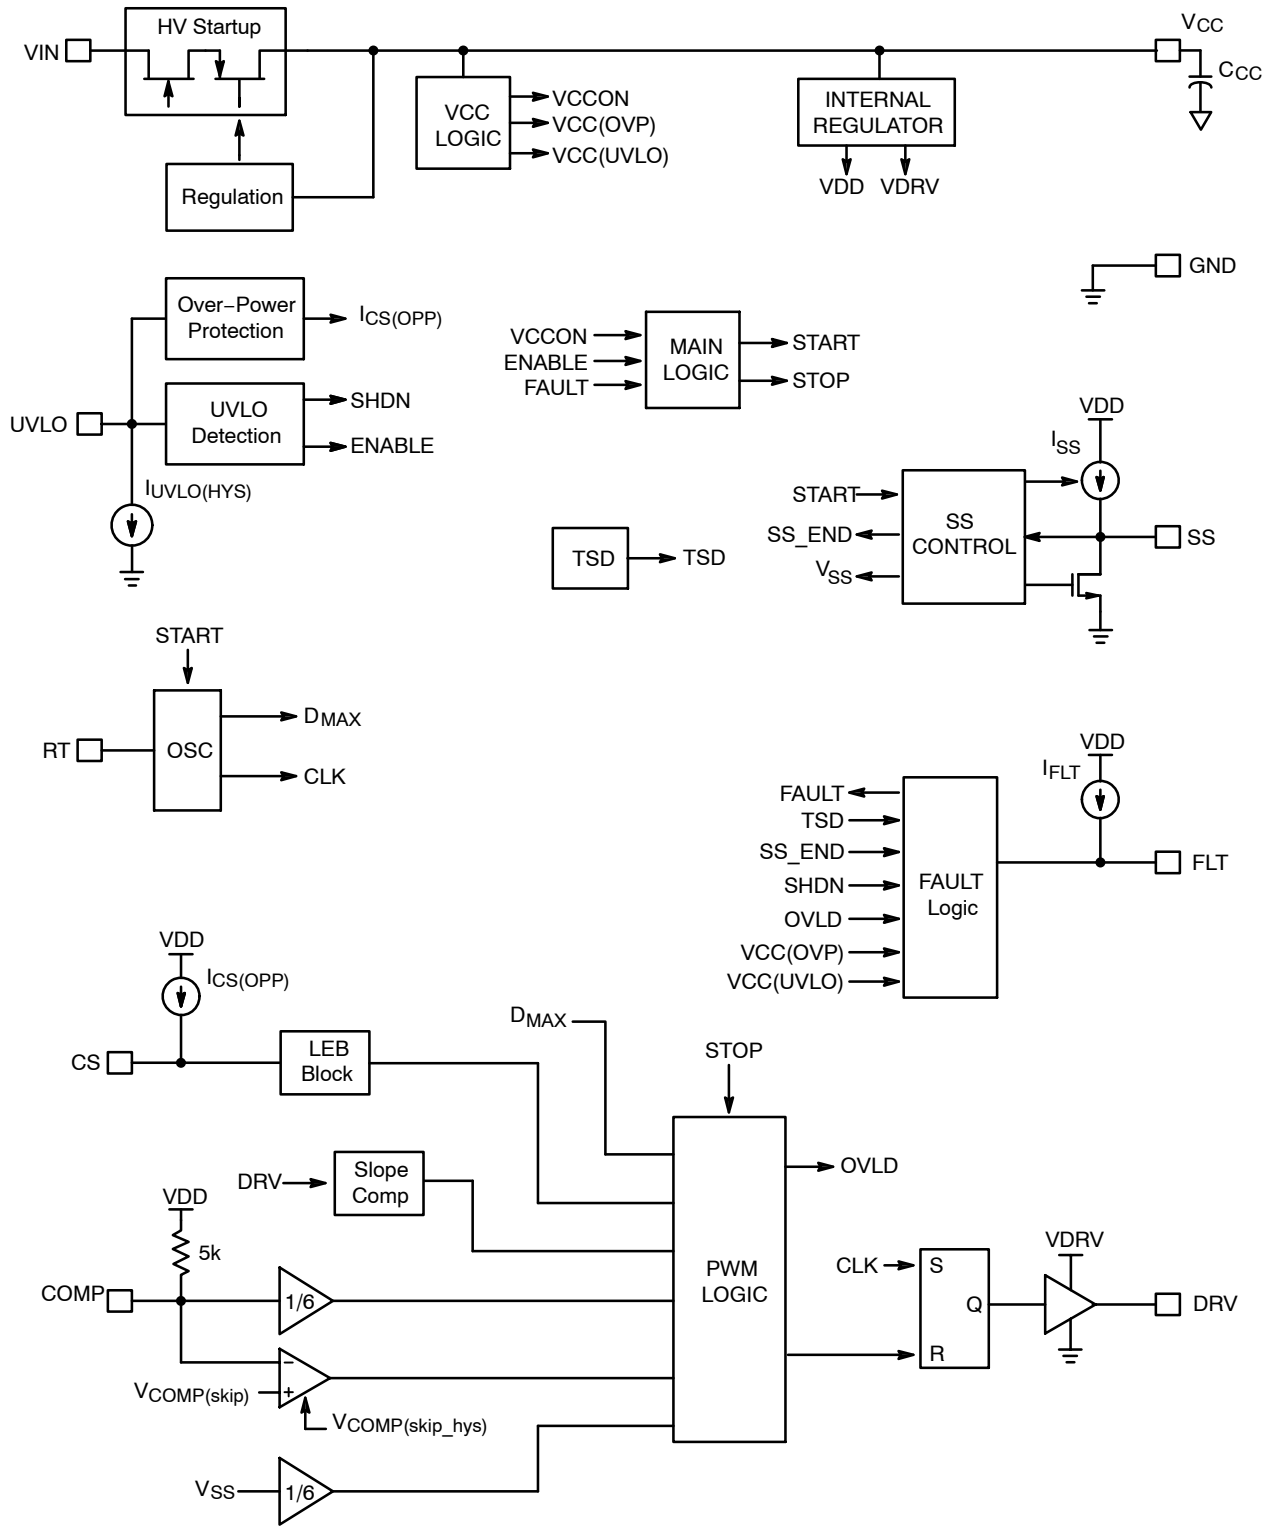 HV Startup
VIN
VCC
CCC
VCC
LOGIC
VCCON
VCC(OVP)
VCC(UVLO)
INTERNAL
REGULATOR
VDD
VDRV
Regulation
GND
Over–Power
Protection
ICS(OPP)
VCCON
ENABLE
FAULT
MAIN
LOGIC
START
STOP
UVLO
UVLO
Detection
SHDN
ENABLE
IUVLO(HYS)
VDD
ISS
START
SS_END
VSS
SS
CONTROL
SS
TSD
TSD
START
RT
OSC
DMAX
CLK
VDD
IFLT
FAULT
TSD
SS_END
SHDN
OVLD
VCC(OVP)
VCC(UVLO)
FAULT
Logic
FLT
VDD
ICS(OPP)
CS
LEB
Block
DMAX
STOP
DRV
Slope
Comp
OVLD
VDD
5k
COMP
1/6
PWM
LOGIC
CLK
S
Q
R
VDRV
DRV
VCOMP(skip)
–
+
VCOMP(skip_hys)
VSS
1/6